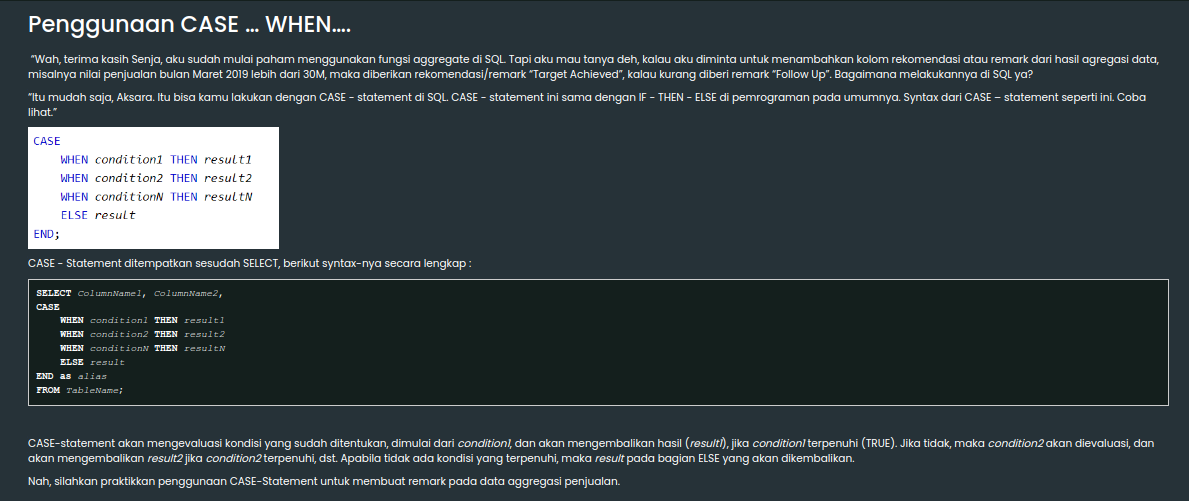 Penggunaan CASE ... WHEN....
“Wah, terima kasih Senja, aku sudah mulai paham menggunakan fungsi aggregate di SQL. Tapi aku mau tanya deh, kalau aku diminta untuk menambahkan kolom rekomendasi atau remark dari hasil agregasi data,
misalnya nilai penjualan bulan Maret 2019 lebih dari 30M, maka diberikan rekomendasi/remark “Target Achieved”, kalau kurang diberi remark “Follow Up”. Bagaimana melakukannya di SQL ya?
“Itu mudah saja, Aksara. Itu bisa kamu lakukan dengan CASE - statement di SQL. CASE - statement ini sama dengan IF - THEN - ELSE di pemrograman pada umumnya. Syntax dari CASE – statement seperti ini. Coba
lihat.”
CASE
WHEN condition1 THEN result1
WHEN condition2 THEN result2
WHEN conditionN THEN resultN
ELSE result
END;
CASE - Statement ditempatkan sesudah SELECT, berikut syntax-nya secara lengkap :
SELECT ColumnName1, ColumnName2,
CASE
WHEN condition1 THEN result1
WHEN condition2 THEN result2
WHEN conditionN THEN resultN
ELSE result
END as alias
FROM TableName;
CASE-statement akan mengevaluasi kondisi yang sudah ditentukan, dimulai dari condition1, dan akan mengembalikan hasil (result1), jika condition1 terpenuhi (TRUE). Jika tidak, maka condition2 akan dievaluasi, dan
akan mengembalikan result2 jika condition2 terpenuhi, dst. Apabila tidak ada kondisi yang terpenuhi, maka result pada bagian ELSE yang akan dikembalikan.
Nah, silahkan praktikkan penggunaan CASE-Statement untuk membuat remark pada data aggregasi penjualan.